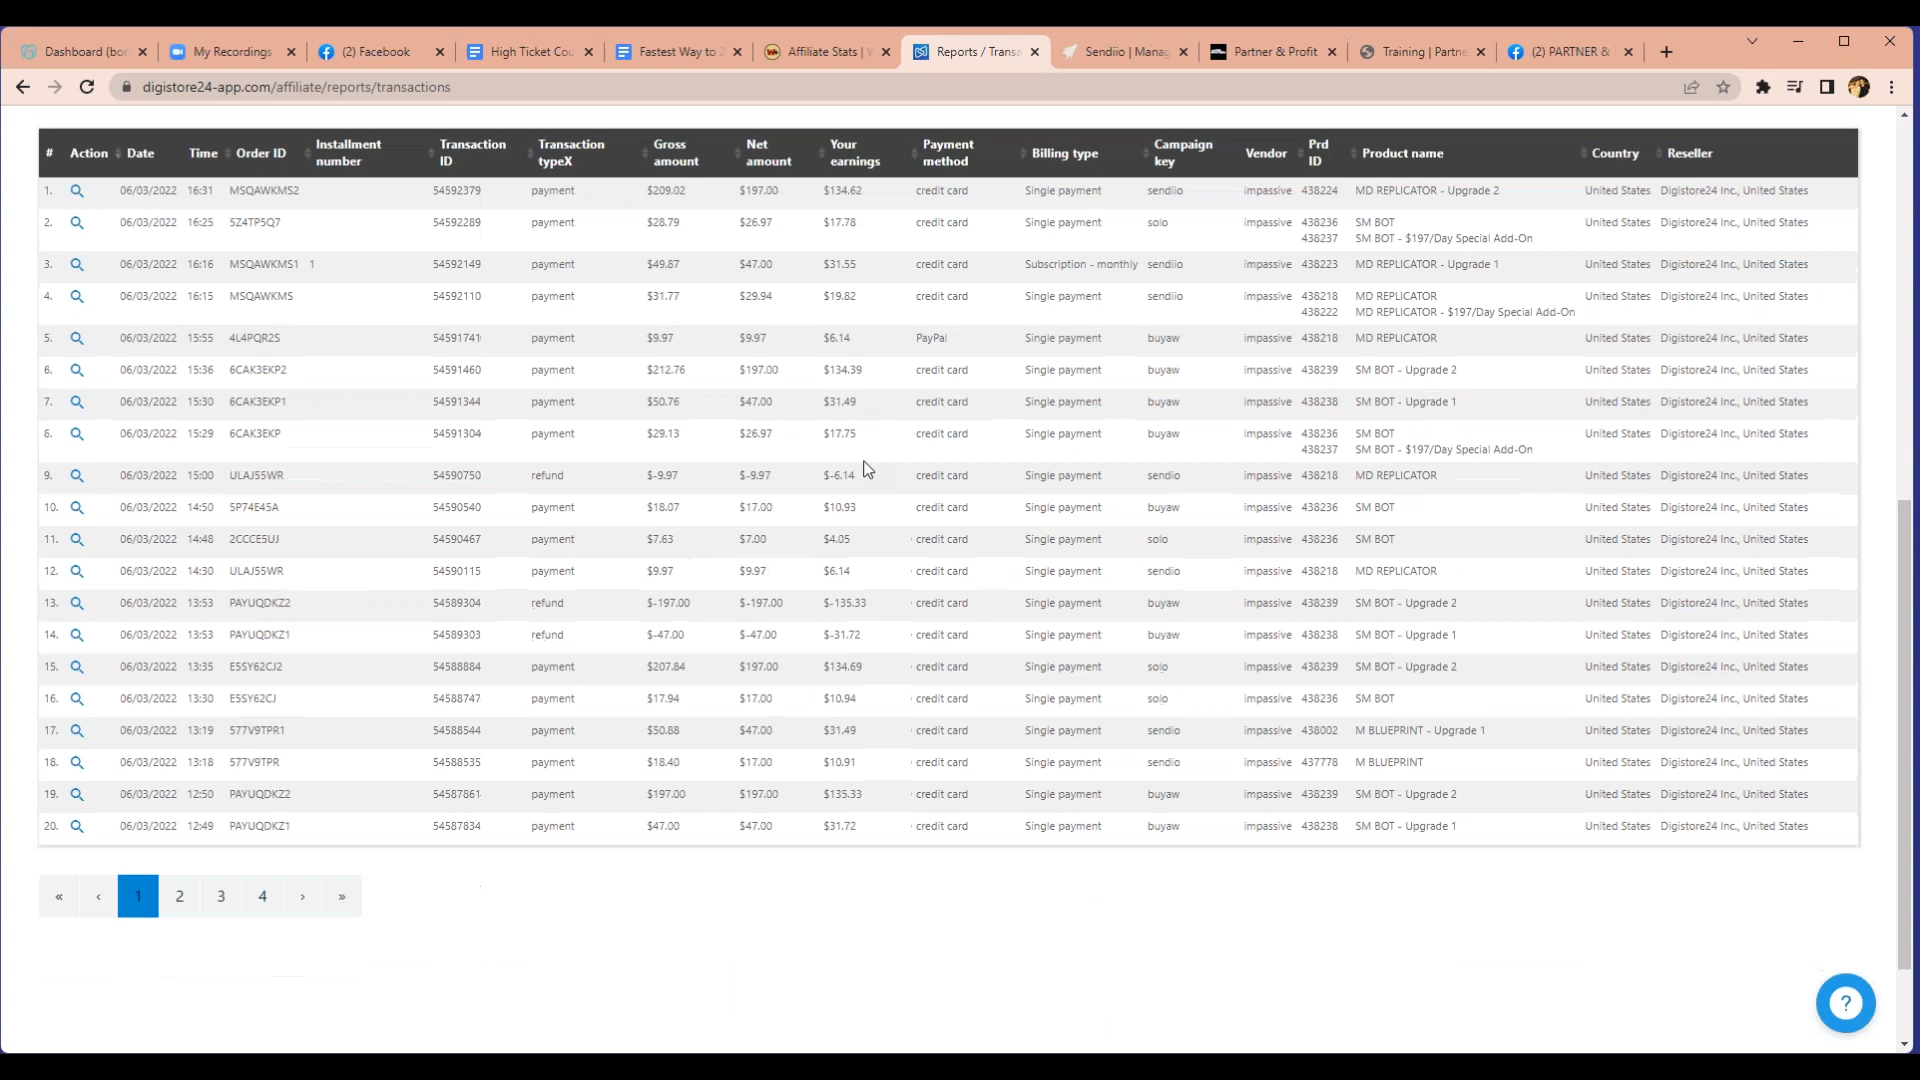 Dashboard (bon
My Recordings
(2) Facebook
High Ticket Cou
Fastest Way to 2
Affiliate Stats | W
Reports / Transa
Sendiio | Manag
Partner & Profit
Training | Partne
(2) PARTNER &
digistore24-app.com/affiliate/reports/transactions
# Action Date Time Order ID Installment number Transaction ID Transaction typeX Gross amount Net amount Your earnings Payment method Billing type Campaign key Vendor Prd ID Product name Country Reseller
1. 06/03/2022 16:31 MSQAWKMS2 54592379 payment $209.02 $197.00 $134.62 credit card Single payment sendiio impassive 438224 MD REPLICATOR - Upgrade 2 United States Digistore24 Inc., United States
2. 06/03/2022 16:25 5Z4TP5Q7 54592289 payment $28.79 $26.97 $17.78 credit card Single payment solo impassive 438236 SM BOT United States Digistore24 Inc., United States
438237 SM BOT - $197/Day Special Add-On
3. 06/03/2022 16:16 MSQAWKMS1 1 54592149 payment $49.87 $47.00 $31.55 credit card Subscription - monthly sendiio impassive 438223 MD REPLICATOR - Upgrade 1 United States Digistore24 Inc., United States
4. 06/03/2022 16:15 MSQAWKMS 54592110 payment $31.77 $29.94 $19.82 credit card Single payment sendiio impassive 438218 MD REPLICATOR United States Digistore24 Inc., United States
438222 MD REPLICATOR - $197/Day Special Add-On
5. 06/03/2022 15:55 4L4PQR2S 54591741 payment $9.97 $9.97 $6.14 PayPal Single payment buyaw impassive 438218 MD REPLICATOR United States Digistore24 Inc., United States
6. 06/03/2022 15:36 6CAK3EKP2 54591460 payment $212.76 $197.00 $134.39 credit card Single payment buyaw impassive 438239 SM BOT - Upgrade 2 United States Digistore24 Inc., United States
7. 06/03/2022 15:30 6CAK3EKP1 54591344 payment $50.76 $47.00 $31.49 credit card Single payment buyaw impassive 438238 SM BOT - Upgrade 1 United States Digistore24 Inc., United States
8. 06/03/2022 15:29 6CAK3EKP 54591304 payment $29.13 $26.97 $17.75 credit card Single payment buyaw impassive 438236 SM BOT United States Digistore24 Inc., United States
438237 SM BOT - $197/Day Special Add-On
9. 06/03/2022 15:00 ULAJ55WR 54590750 refund $-9.97 $-9.97 $-6.14 credit card Single payment sendio impassive 438218 MD REPLICATOR United States Digistore24 Inc., United States
10. 06/03/2022 14:50 5P74E45A 54590540 payment $18.07 $17.00 $10.93 credit card Single payment buyaw impassive 438236 SM BOT United States Digistore24 Inc., United States
11. 06/03/2022 14:48 2CCCE5UJ 54590467 payment $7.63 $7.00 $4.05 credit card Single payment solo impassive 438236 SM BOT United States Digistore24 Inc., United States
12. 06/03/2022 14:30 ULAJ55WR 54590115 payment $9.97 $9.97 $6.14 credit card Single payment sendio impassive 438218 MD REPLICATOR United States Digistore24 Inc., United States
13. 06/03/2022 13:53 PAYUQDKZ2 54589304 refund $-197.00 $-197.00 $-135.33 credit card Single payment buyaw impassive 438239 SM BOT - Upgrade 2 United States Digistore24 Inc., United States
14. 06/03/2022 13:53 PAYUQDKZ1 54589303 refund $-47.00 $-47.00 $-31.72 credit card Single payment buyaw impassive 438238 SM BOT - Upgrade 1 United States Digistore24 Inc., United States
15. 06/03/2022 13:35 E5SY62CJ2 54588884 payment $207.84 $197.00 $134.69 credit card Single payment solo impassive 438239 SM BOT - Upgrade 2 United States Digistore24 Inc., United States
16. 06/03/2022 13:30 E5SY62CJ 54588747 payment $17.94 $17.00 $10.94 credit card Single payment solo impassive 438236 SM BOT United States Digistore24 Inc., United States
17. 06/03/2022 13:19 577V9TPR1 54588544 payment $50.88 $47.00 $31.49 credit card Single payment sendio impassive 438002 M BLUEPRINT - Upgrade 1 United States Digistore24 Inc., United States
18. 06/03/2022 13:18 577V9TPR 54588535 payment $18.40 $17.00 $10.91 credit card Single payment sendio impassive 437778 M BLUEPRINT United States Digistore24 Inc., United States
19. 06/03/2022 12:50 PAYUQDKZ2 54587861 payment $197.00 $197.00 $135.33 credit card Single payment buyaw impassive 438239 SM BOT - Upgrade 2 United States Digistore24 Inc., United States
20. 06/03/2022 12:49 PAYUQDKZ1 54587834 payment $47.00 $47.00 $31.72 credit card Single payment buyaw impassive 438238 SM BOT - Upgrade 1 United States Digistore24 Inc., United States
« ‹ 1 2 3 4 › »
?